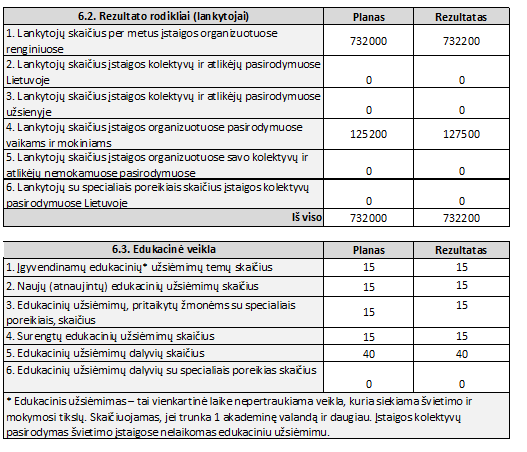 6.2. Rezultato rodikliai (lankytojai) Planas Rezultatas
1. Lankytojų skaičius per metus įstaigos organizuotuose
renginiuose 732000 732200
2. Lankytojų skaičius įstaigos kolektyvų ir atlikėjų pasirodymuose
Lietuvoje 0 0
3. Lankytojų skaičius įstaigos kolektyvų ir atlikėjų pasirodymuose
užsienyje 0 0
4. Lankytojų skaičius įstaigos organizuotuose pasirodymuose
vaikams ir mokiniams 125200 127500
5. Lankytojų skaičius įstaigos organizuotuose savo kolektyvų ir
atlikėjų nemokamuose pasirodymuose 0 0
6. Lankytojų su specialiais poreikiais skaičius įstaigos kolektyvų
pasirodymuose Lietuvoje 0 0
Iš viso 732000 732200
6.3. Edukacinė veikla Planas Rezultatas
1. Įgyvendinamų edukacinių* užsiėmimų temų skaičius 15 15
2. Naujų (atnaujintų) edukacinių užsiėmimų skaičius 15 15
3. Edukacinių užsiėmimų, pritaikytų žmonėms su specialiais
poreikiais, skaičius 15 15
4. Surengtų edukacinių užsiėmimų skaičius 15 15
5. Edukacinių užsiėmimų dalyvių skaičius 40 40
6. Edukacinių užsiėmimų dalyvių su specialiais poreikias skaičius
0 0
* Edukacinis užsiėmimas – tai vienkartinė laike nepertraukiama veikla, kuria siekiama švietimo ir
mokymosi tikslų. Skaičiuojamas, jei trunka 1 akademinę valandą ir daugiau. Įstaigos kolektyvų
pasirodymas švietimo įstaigose nelaikomas edukaciniu užsiėmimu.